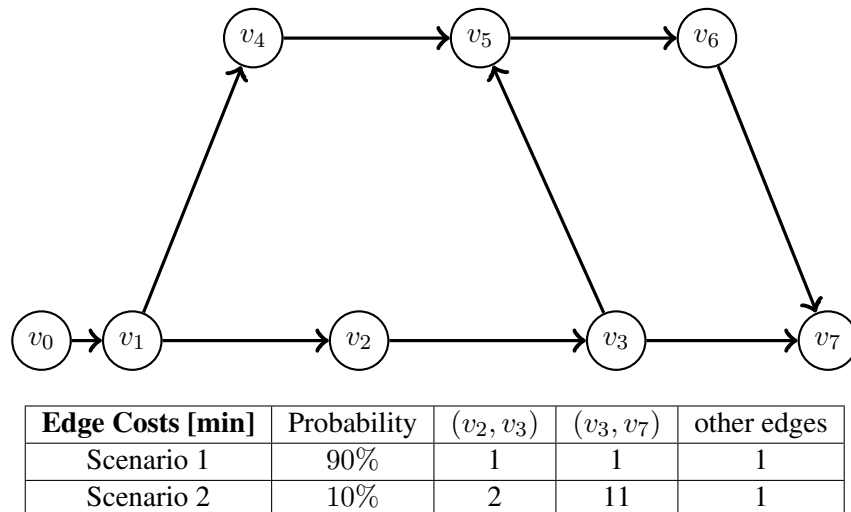 v4 v5 v6
v0 v1 v2 v3 v7
Edge Costs [min] Probability (v2, v3) (v3, v7) other edges
Scenario 1 90% 1 1 1
Scenario 2 10% 2 11 1